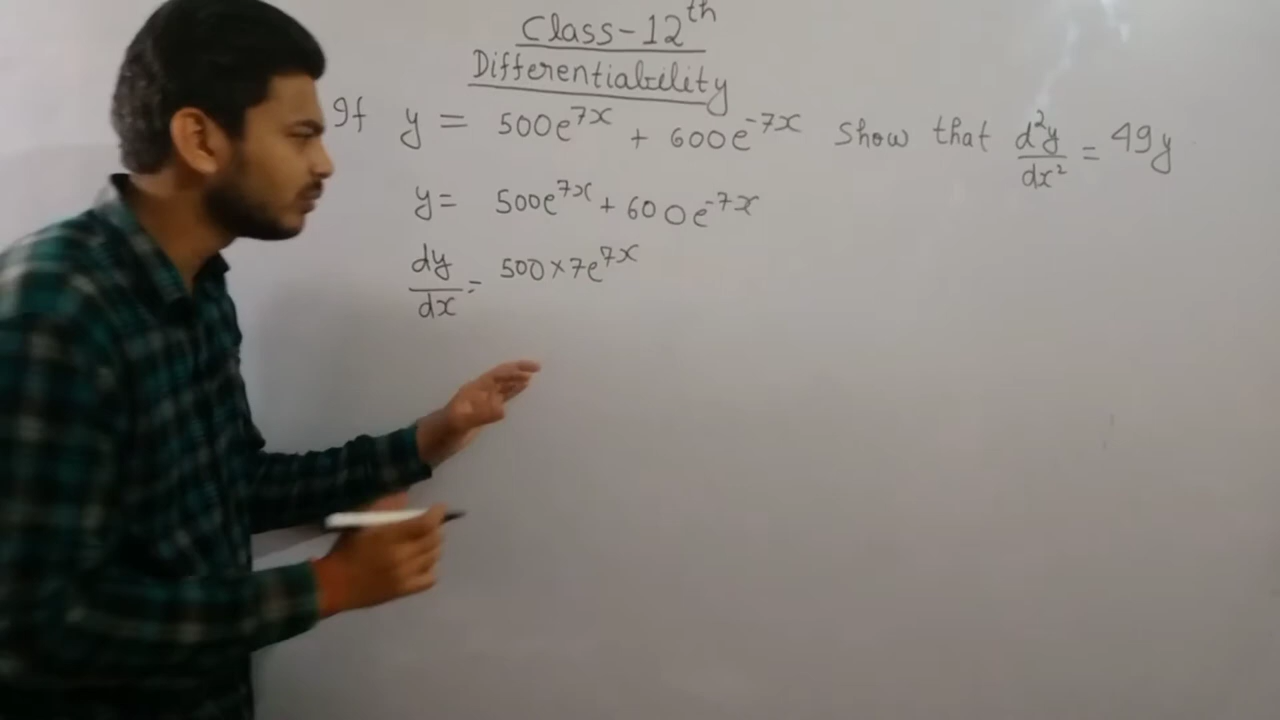 Class-12th
Differentiability
If y = 500e^7x + 600e^-7x Show that d²y/dx² = 49y
y = 500e^7x + 600e^-7x
dy/dx = 500×7e^7x